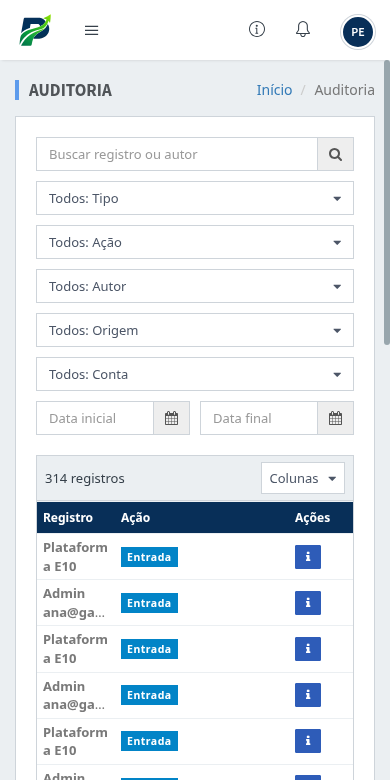 PE
AUDITORIA
Início / Auditoria
Buscar registro ou autor
Todos: Tipo
Todos: Ação
Todos: Autor
Todos: Origem
Todos: Conta
Data inicial Data final
314 registros Colunas
Registro Ação Ações
Plataform
a E10
Entrada
Admin
ana@ga...
Entrada
Plataform
a E10
Entrada
Admin
ana@ga...
Entrada
Plataform
a E10
Entrada
Admin